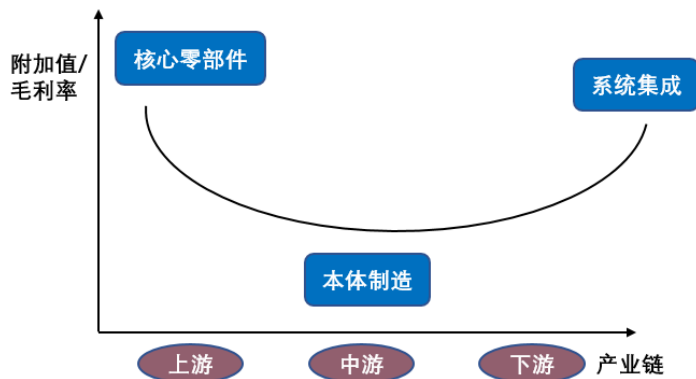 核心零部件
附加值/
毛利率
系统集成
本体制造
上游
中游
下游
产业链